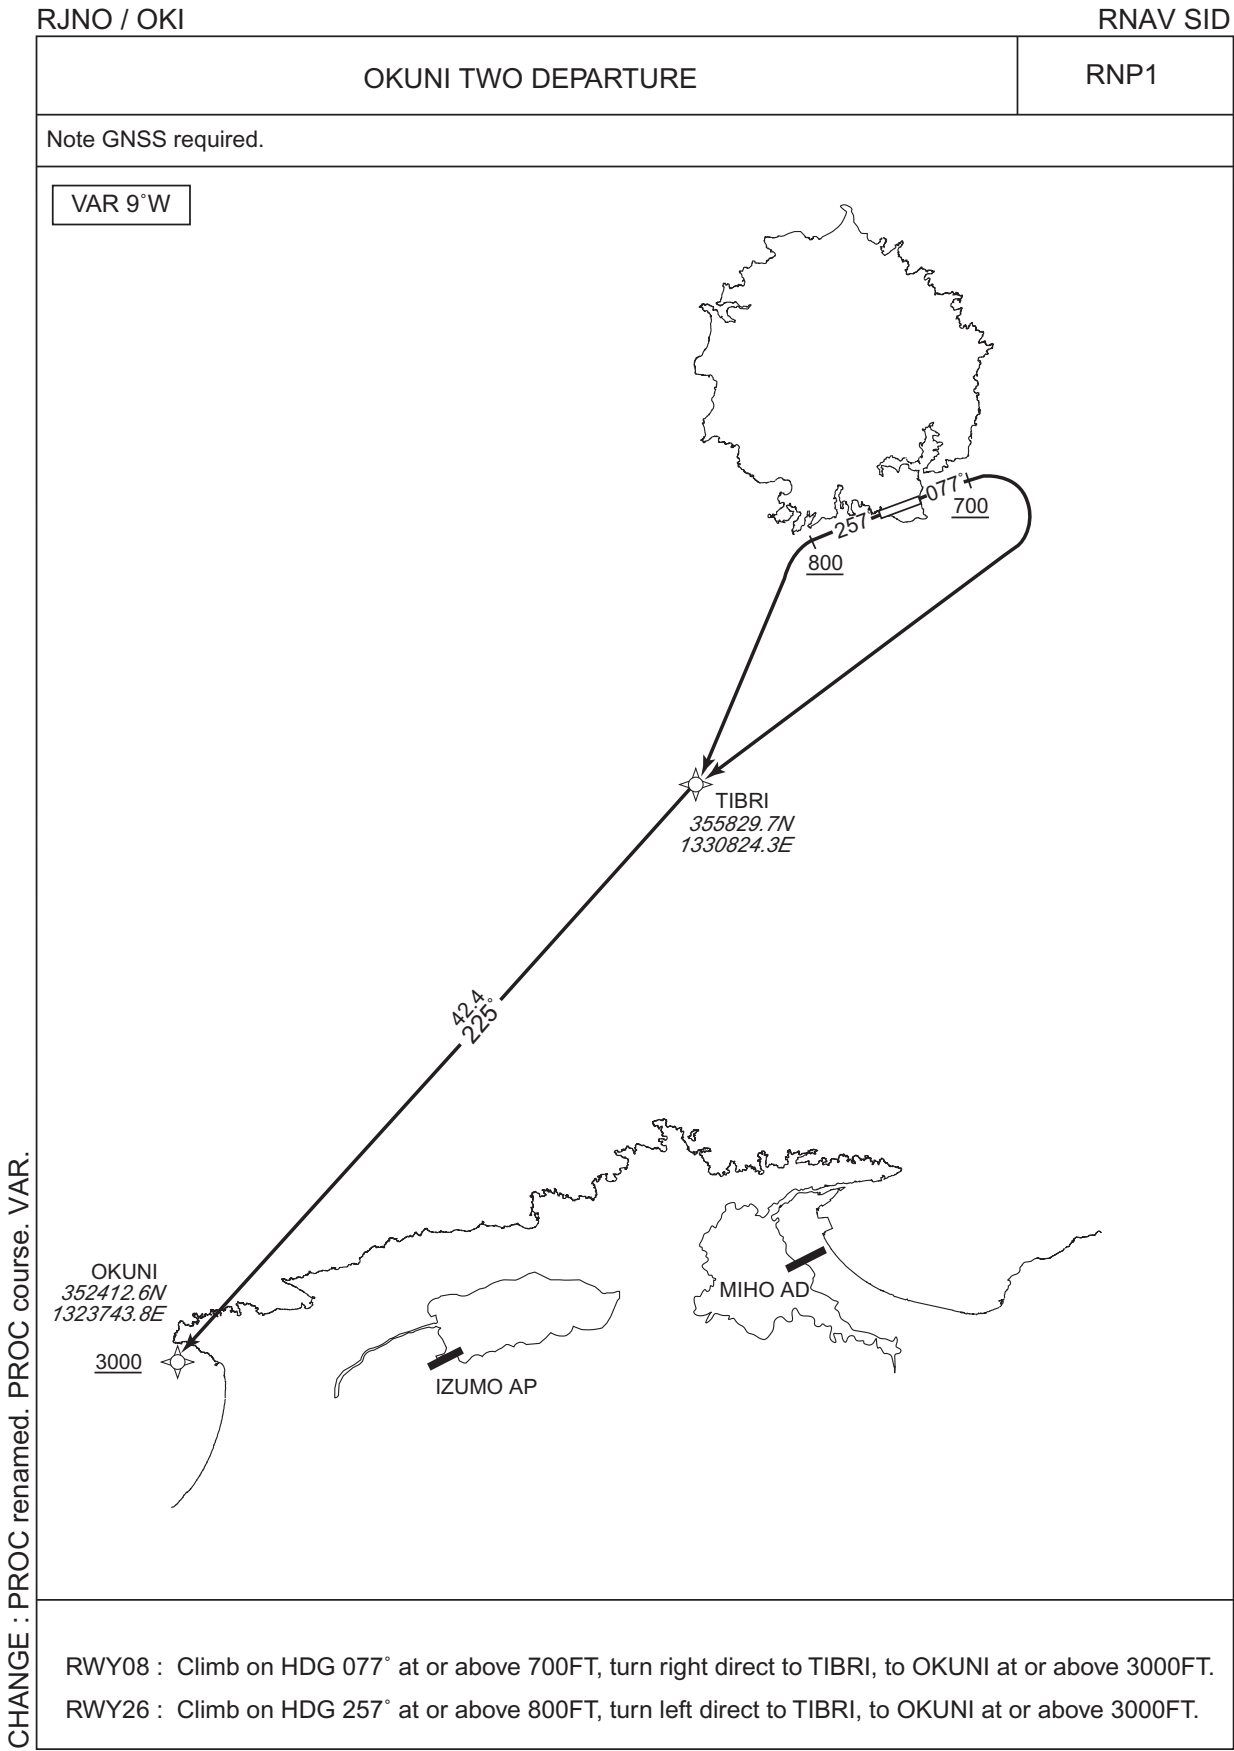 RJNO / OKI
RNAV SID
OKUNI TWO DEPARTURE
RNP1
Note GNSS required.
VAR 9˚W
077˚
700
257˚
800
TIBRI
355829.7N
1330824.3E
42.4
225˚
OKUNI
352412.6N
1323743.8E
3000
MIHO AD
IZUMO AP
RWY08 : Climb on HDG 077˚ at or above 700FT, turn right direct to TIBRI, to OKUNI at or above 3000FT.
RWY26 : Climb on HDG 257˚ at or above 800FT, turn left direct to TIBRI, to OKUNI at or above 3000FT.
CHANGE : PROC renamed. PROC course. VAR.